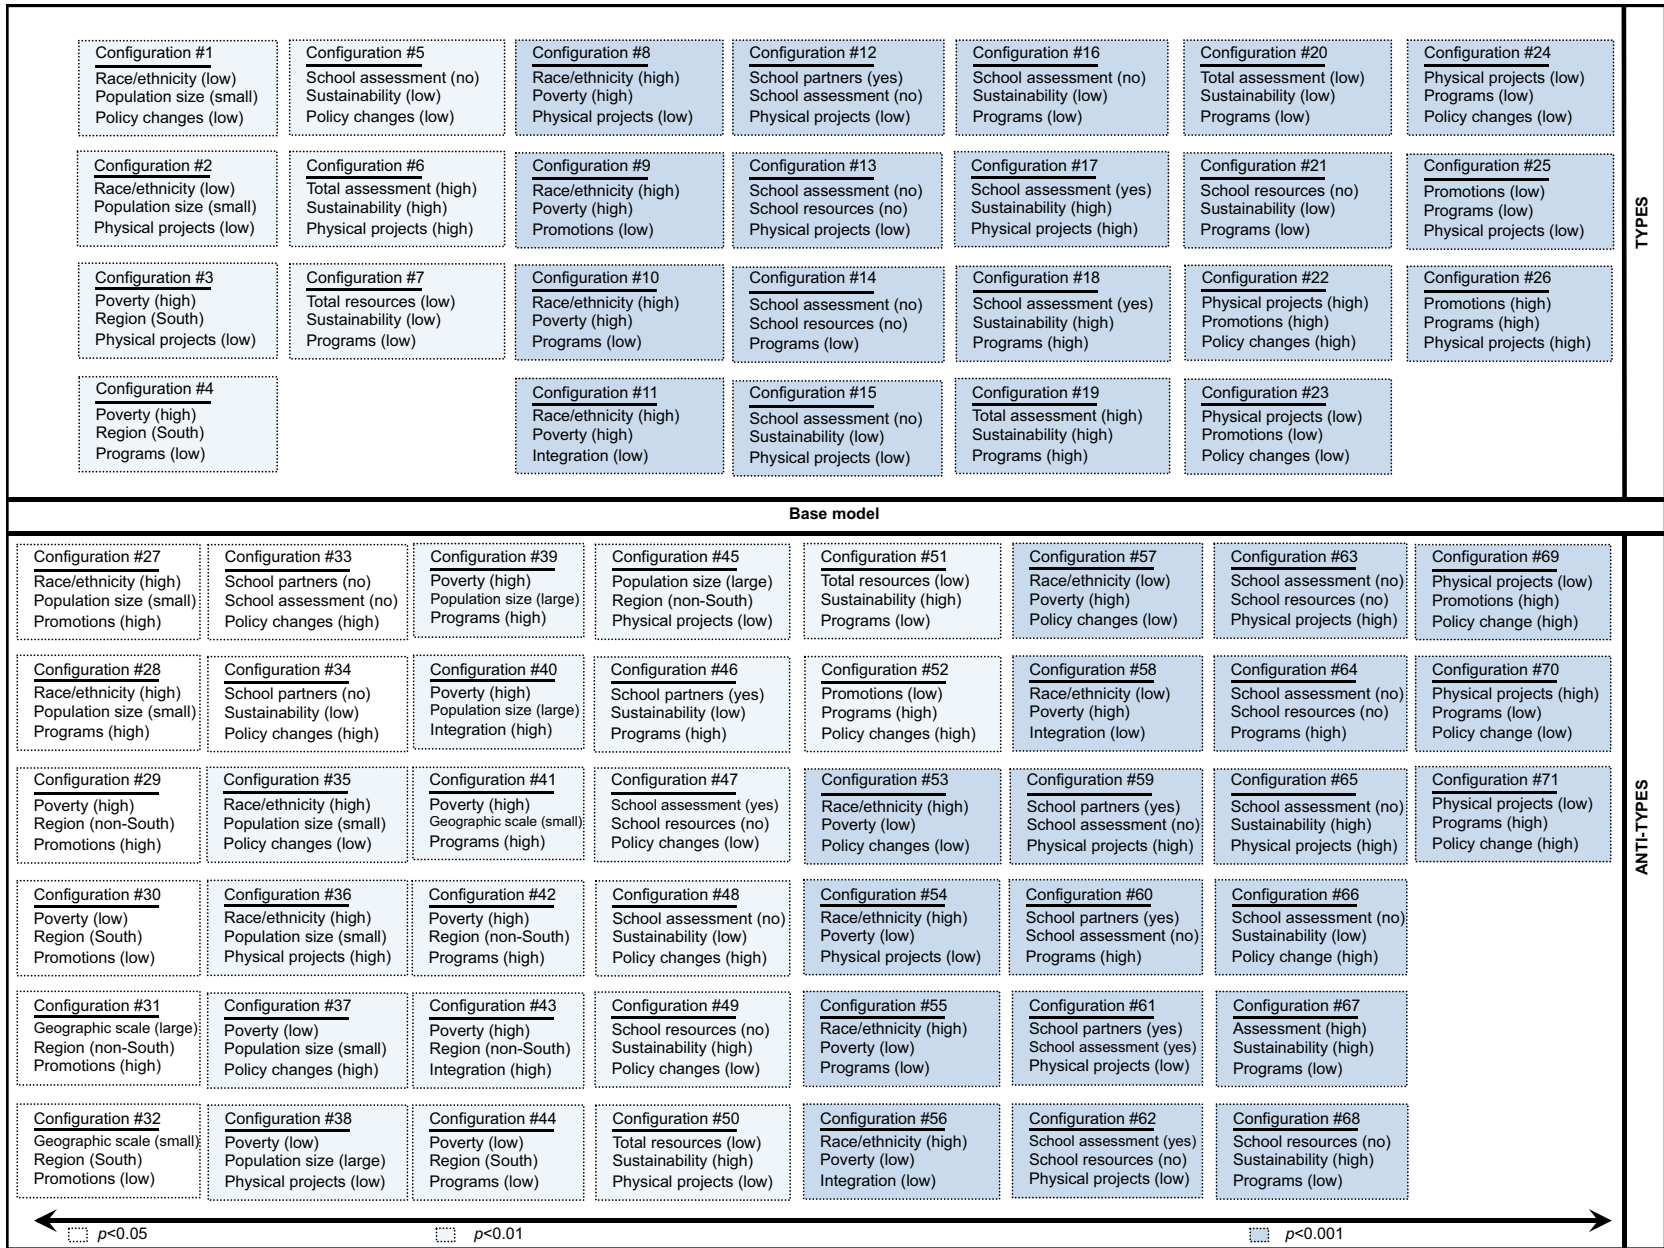 Configuration #1
Race/ethnicity (low)
Population size (small)
Policy changes (low)
Configuration #5
School assessment (no)
Sustainability (low)
Policy changes (low)
Configuration #8
Race/ethnicity (high)
Poverty (high)
Physical projects (low)
Configuration #12
School partners (yes)
School assessment (no)
Physical projects (low)
Configuration #16
School assessment (no)
Sustainability (low)
Programs (low)
Configuration #20
Total assessment (low)
Sustainability (low)
Programs (low)
Configuration #24
Physical projects (low)
Programs (low)
Policy changes (low)
Configuration #2
Race/ethnicity (low)
Population size (small)
Physical projects (low)
Configuration #6
Total assessment (high)
Sustainability (high)
Physical projects (high)
Configuration #9
Race/ethnicity (high)
Poverty (high)
Promotions (low)
Configuration #13
School assessment (no)
School resources (no)
Physical projects (low)
Configuration #17
School assessment (yes)
Sustainability (high)
Physical projects (high)
Configuration #21
School resources (no)
Sustainability (low)
Programs (low)
Configuration #25
Promotions (low)
Programs (low)
Physical projects (low)
Configuration #3
Poverty (high)
Region (South)
Physical projects (low)
Configuration #7
Total resources (low)
Sustainability (low)
Programs (low)
Configuration #10
Race/ethnicity (high)
Poverty (high)
Programs (low)
Configuration #14
School assessment (no)
School resources (no)
Programs (low)
Configuration #18
School assessment (yes)
Sustainability (high)
Programs (high)
Configuration #22
Physical projects (high)
Promotions (high)
Policy changes (high)
Configuration #26
Promotions (high)
Programs (high)
Physical projects (high)
Configuration #4
Poverty (high)
Region (South)
Programs (low)
Configuration #11
Race/ethnicity (high)
Poverty (high)
Integration (low)
Configuration #15
School assessment (no)
Sustainability (low)
Physical projects (low)
Configuration #19
Total assessment (high)
Sustainability (high)
Programs (high)
Configuration #23
Physical projects (low)
Promotions (low)
Policy changes (low)
TYPES
Base model
Configuration #27
Race/ethnicity (high)
Population size (small)
Promotions (high)
Configuration #33
School partners (no)
School assessment (no)
Policy changes (high)
Configuration #39
Poverty (high)
Population size (large)
Programs (high)
Configuration #45
Population size (large)
Region (non-South)
Physical projects (low)
Configuration #51
Total resources (low)
Sustainability (high)
Programs (low)
Configuration #57
Race/ethnicity (low)
Poverty (high)
Policy changes (low)
Configuration #63
School assessment (no)
School resources (no)
Physical projects (high)
Configuration #69
Physical projects (low)
Promotions (high)
Policy change (high)
Configuration #28
Race/ethnicity (high)
Population size (small)
Programs (high)
Configuration #34
School partners (no)
Sustainability (low)
Policy changes (high)
Configuration #40
Poverty (high)
Population size (large)
Integration (high)
Configuration #46
School partners (yes)
Sustainability (low)
Programs (high)
Configuration #52
Promotions (low)
Programs (high)
Policy changes (high)
Configuration #58
Race/ethnicity (low)
Poverty (high)
Integration (low)
Configuration #64
School assessment (no)
School resources (no)
Programs (high)
Configuration #70
Physical projects (high)
Programs (low)
Policy change (low)
Configuration #29
Poverty (high)
Region (non-South)
Promotions (high)
Configuration #35
Race/ethnicity (high)
Population size (small)
Policy changes (low)
Configuration #41
Poverty (high)
Geographic scale (small)
Programs (high)
Configuration #47
School assessment (yes)
School resources (no)
Policy changes (low)
Configuration #53
Race/ethnicity (high)
Poverty (low)
Policy changes (low)
Configuration #59
School partners (yes)
School assessment (no)
Physical projects (high)
Configuration #65
School assessment (no)
Sustainability (high)
Physical projects (high)
Configuration #71
Physical projects (low)
Programs (high)
Policy change (high)
Configuration #30
Poverty (low)
Region (South)
Promotions (low)
Configuration #36
Race/ethnicity (high)
Population size (small)
Physical projects (high)
Configuration #42
Poverty (high)
Region (non-South)
Programs (high)
Configuration #48
School assessment (no)
Sustainability (low)
Policy changes (high)
Configuration #54
Race/ethnicity (high)
Poverty (low)
Physical projects (low)
Configuration #60
School partners (yes)
School assessment (no)
Programs (high)
Configuration #66
School assessment (no)
Sustainability (low)
Policy change (high)
Configuration #31
Geographic scale (large)
Region (non-South)
Promotions (high)
Configuration #37
Poverty (low)
Population size (small)
Policy changes (high)
Configuration #43
Poverty (high)
Region (non-South)
Integration (high)
Configuration #49
School resources (no)
Sustainability (high)
Policy changes (low)
Configuration #55
Race/ethnicity (high)
Poverty (low)
Programs (low)
Configuration #61
School partners (yes)
School assessment (yes)
Physical projects (low)
Configuration #67
Assessment (high)
Sustainability (high)
Programs (low)
Configuration #32
Geographic scale (small)
Region (South)
Promotions (low)
Configuration #38
Poverty (low)
Population size (large)
Physical projects (low)
Configuration #44
Poverty (low)
Region (South)
Programs (low)
Configuration #50
Total resources (low)
Sustainability (high)
Physical projects (low)
Configuration #56
Race/ethnicity (high)
Poverty (low)
Integration (low)
Configuration #62
School assessment (yes)
School resources (no)
Physical projects (low)
Configuration #68
School resources (no)
Sustainability (high)
Programs (low)
ANTI-TYPES
p<0.05
p<0.01
p<0.001